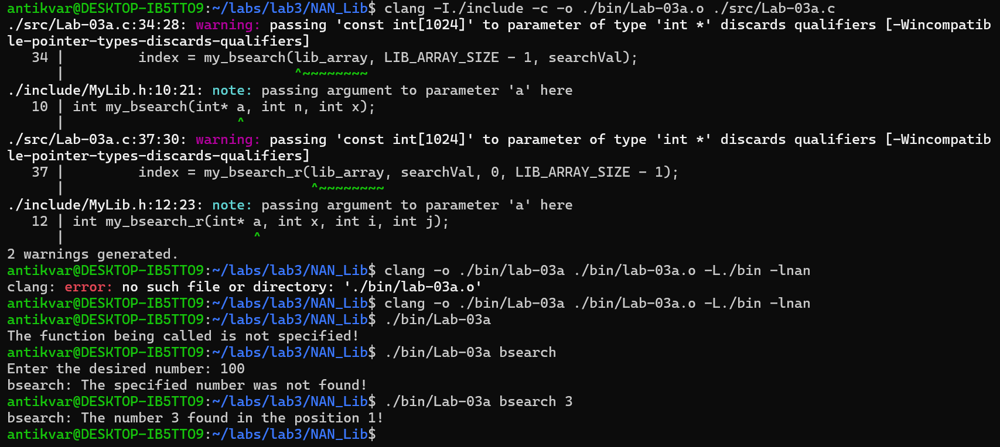 antikvar@DESKTOP-IB5TTO9:~/labs/lab3/NAN_Lib$ clang -I./include -c -o ./bin/Lab-03a.o ./src/Lab-03a.c
./src/Lab-03a.c:34:28: warning: passing 'const int[1024]' to parameter of type 'int *' discards qualifiers [-Wincompatib
le-pointer-types-discards-qualifiers]
   34 |         index = my_bsearch(lib_array, LIB_ARRAY_SIZE - 1, searchVal);
      |                            ^~~~~~~~~
./include/MyLib.h:10:21: note: passing argument to parameter 'a' here
   10 | int my_bsearch(int* a, int n, int x);
      |                     ^
./src/Lab-03a.c:37:30: warning: passing 'const int[1024]' to parameter of type 'int *' discards qualifiers [-Wincompatib
le-pointer-types-discards-qualifiers]
   37 |         index = my_bsearch_r(lib_array, searchVal, 0, LIB_ARRAY_SIZE - 1);
      |                              ^~~~~~~~~
./include/MyLib.h:12:23: note: passing argument to parameter 'a' here
   12 | int my_bsearch_r(int* a, int x, int i, int j);
      |                       ^
2 warnings generated.
antikvar@DESKTOP-IB5TTO9:~/labs/lab3/NAN_Lib$ clang -o ./bin/lab-03a ./bin/lab-03a.o -L./bin -lnan
clang: error: no such file or directory: './bin/lab-03a.o'
antikvar@DESKTOP-IB5TTO9:~/labs/lab3/NAN_Lib$ clang -o ./bin/Lab-03a ./bin/Lab-03a.o -L./bin -lnan
antikvar@DESKTOP-IB5TTO9:~/labs/lab3/NAN_Lib$ ./bin/Lab-03a
The function being called is not specified!
antikvar@DESKTOP-IB5TTO9:~/labs/lab3/NAN_Lib$ ./bin/Lab-03a bsearch
Enter the desired number: 100
bsearch: The specified number was not found!
antikvar@DESKTOP-IB5TTO9:~/labs/lab3/NAN_Lib$ ./bin/Lab-03a bsearch 3
bsearch: The number 3 found in the position 1!
antikvar@DESKTOP-IB5TTO9:~/labs/lab3/NAN_Lib$